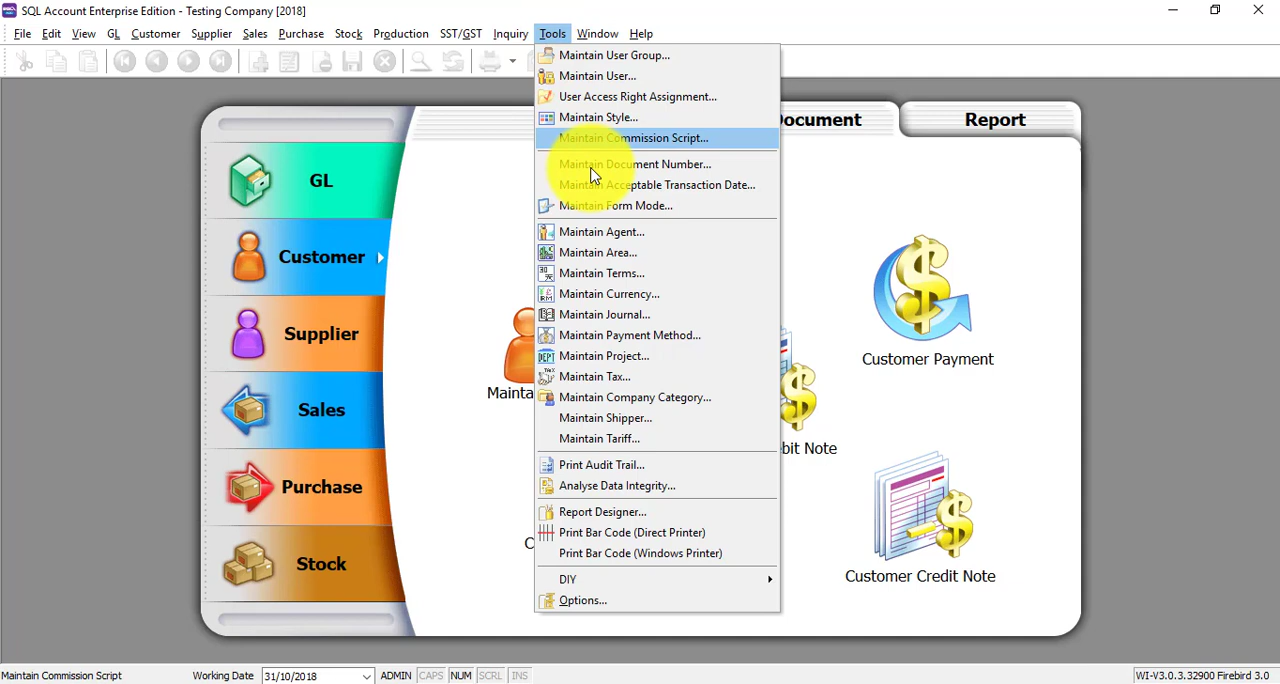 SQL Account Enterprise Edition - Testing Company [2018]
File Edit View GL Customer Supplier Sales Purchase Stock Production SST/GST Inquiry Tools Window Help
Maintain User Group...
Maintain User...
User Access Right Assignment...
Maintain Style...
Maintain Commission Script...
Maintain Document Number...
Maintain Acceptable Transaction Date...
Maintain Form Mode...
Maintain Agent...
Maintain Area...
Maintain Terms...
Maintain Currency...
Maintain Journal...
Maintain Payment Method...
Maintain Project...
Maintain Tax...
Maintain Company Category...
Maintain Shipper...
Maintain Tariff...
Print Audit Trail...
Analyse Data Integrity...
Report Designer...
Print Bar Code (Direct Printer)
Print Bar Code (Windows Printer)
DIY
Options...
GL
Customer
Supplier
Sales
Purchase
Stock
Document Report
Customer Payment
Mainta
bit Note
Customer Credit Note
Maintain Commission Script Working Date 31/10/2018 ADMIN CAPS NUM SCRL INS WI-V3.0.3.32900 Firebird 3.0